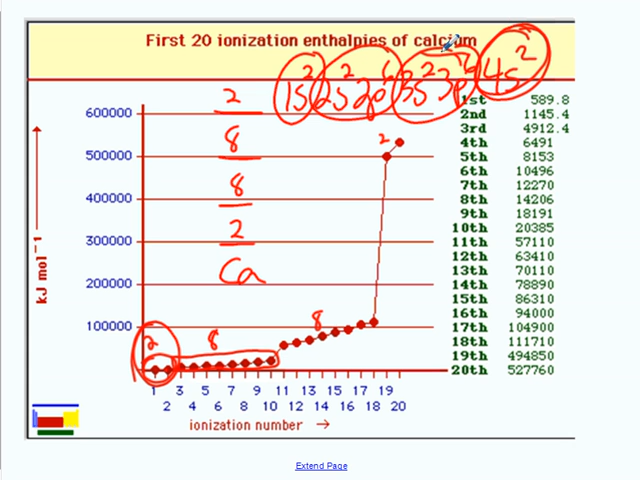 First 20 ionization enthalpies of calcium
1s² 2s² 2p⁶ 3s² 3p⁶ 4s²
1st 589.8
2nd 1145.4
3rd 4912.4
4th 6491
5th 8153
6th 10496
7th 12270
8th 14206
9th 18191
10th 20385
11th 57110
12th 63410
13th 70110
14th 78890
15th 86310
16th 94000
17th 104900
18th 111710
19th 494850
20th 527760
2
8
8
2
Ca
600000
500000
400000
300000
200000
100000
kJ mol⁻¹
2
8
8
2
1 3 5 7 9 11 13 15 17 19
2 4 6 8 10 12 14 16 18 20
ionization number →
Extend Page